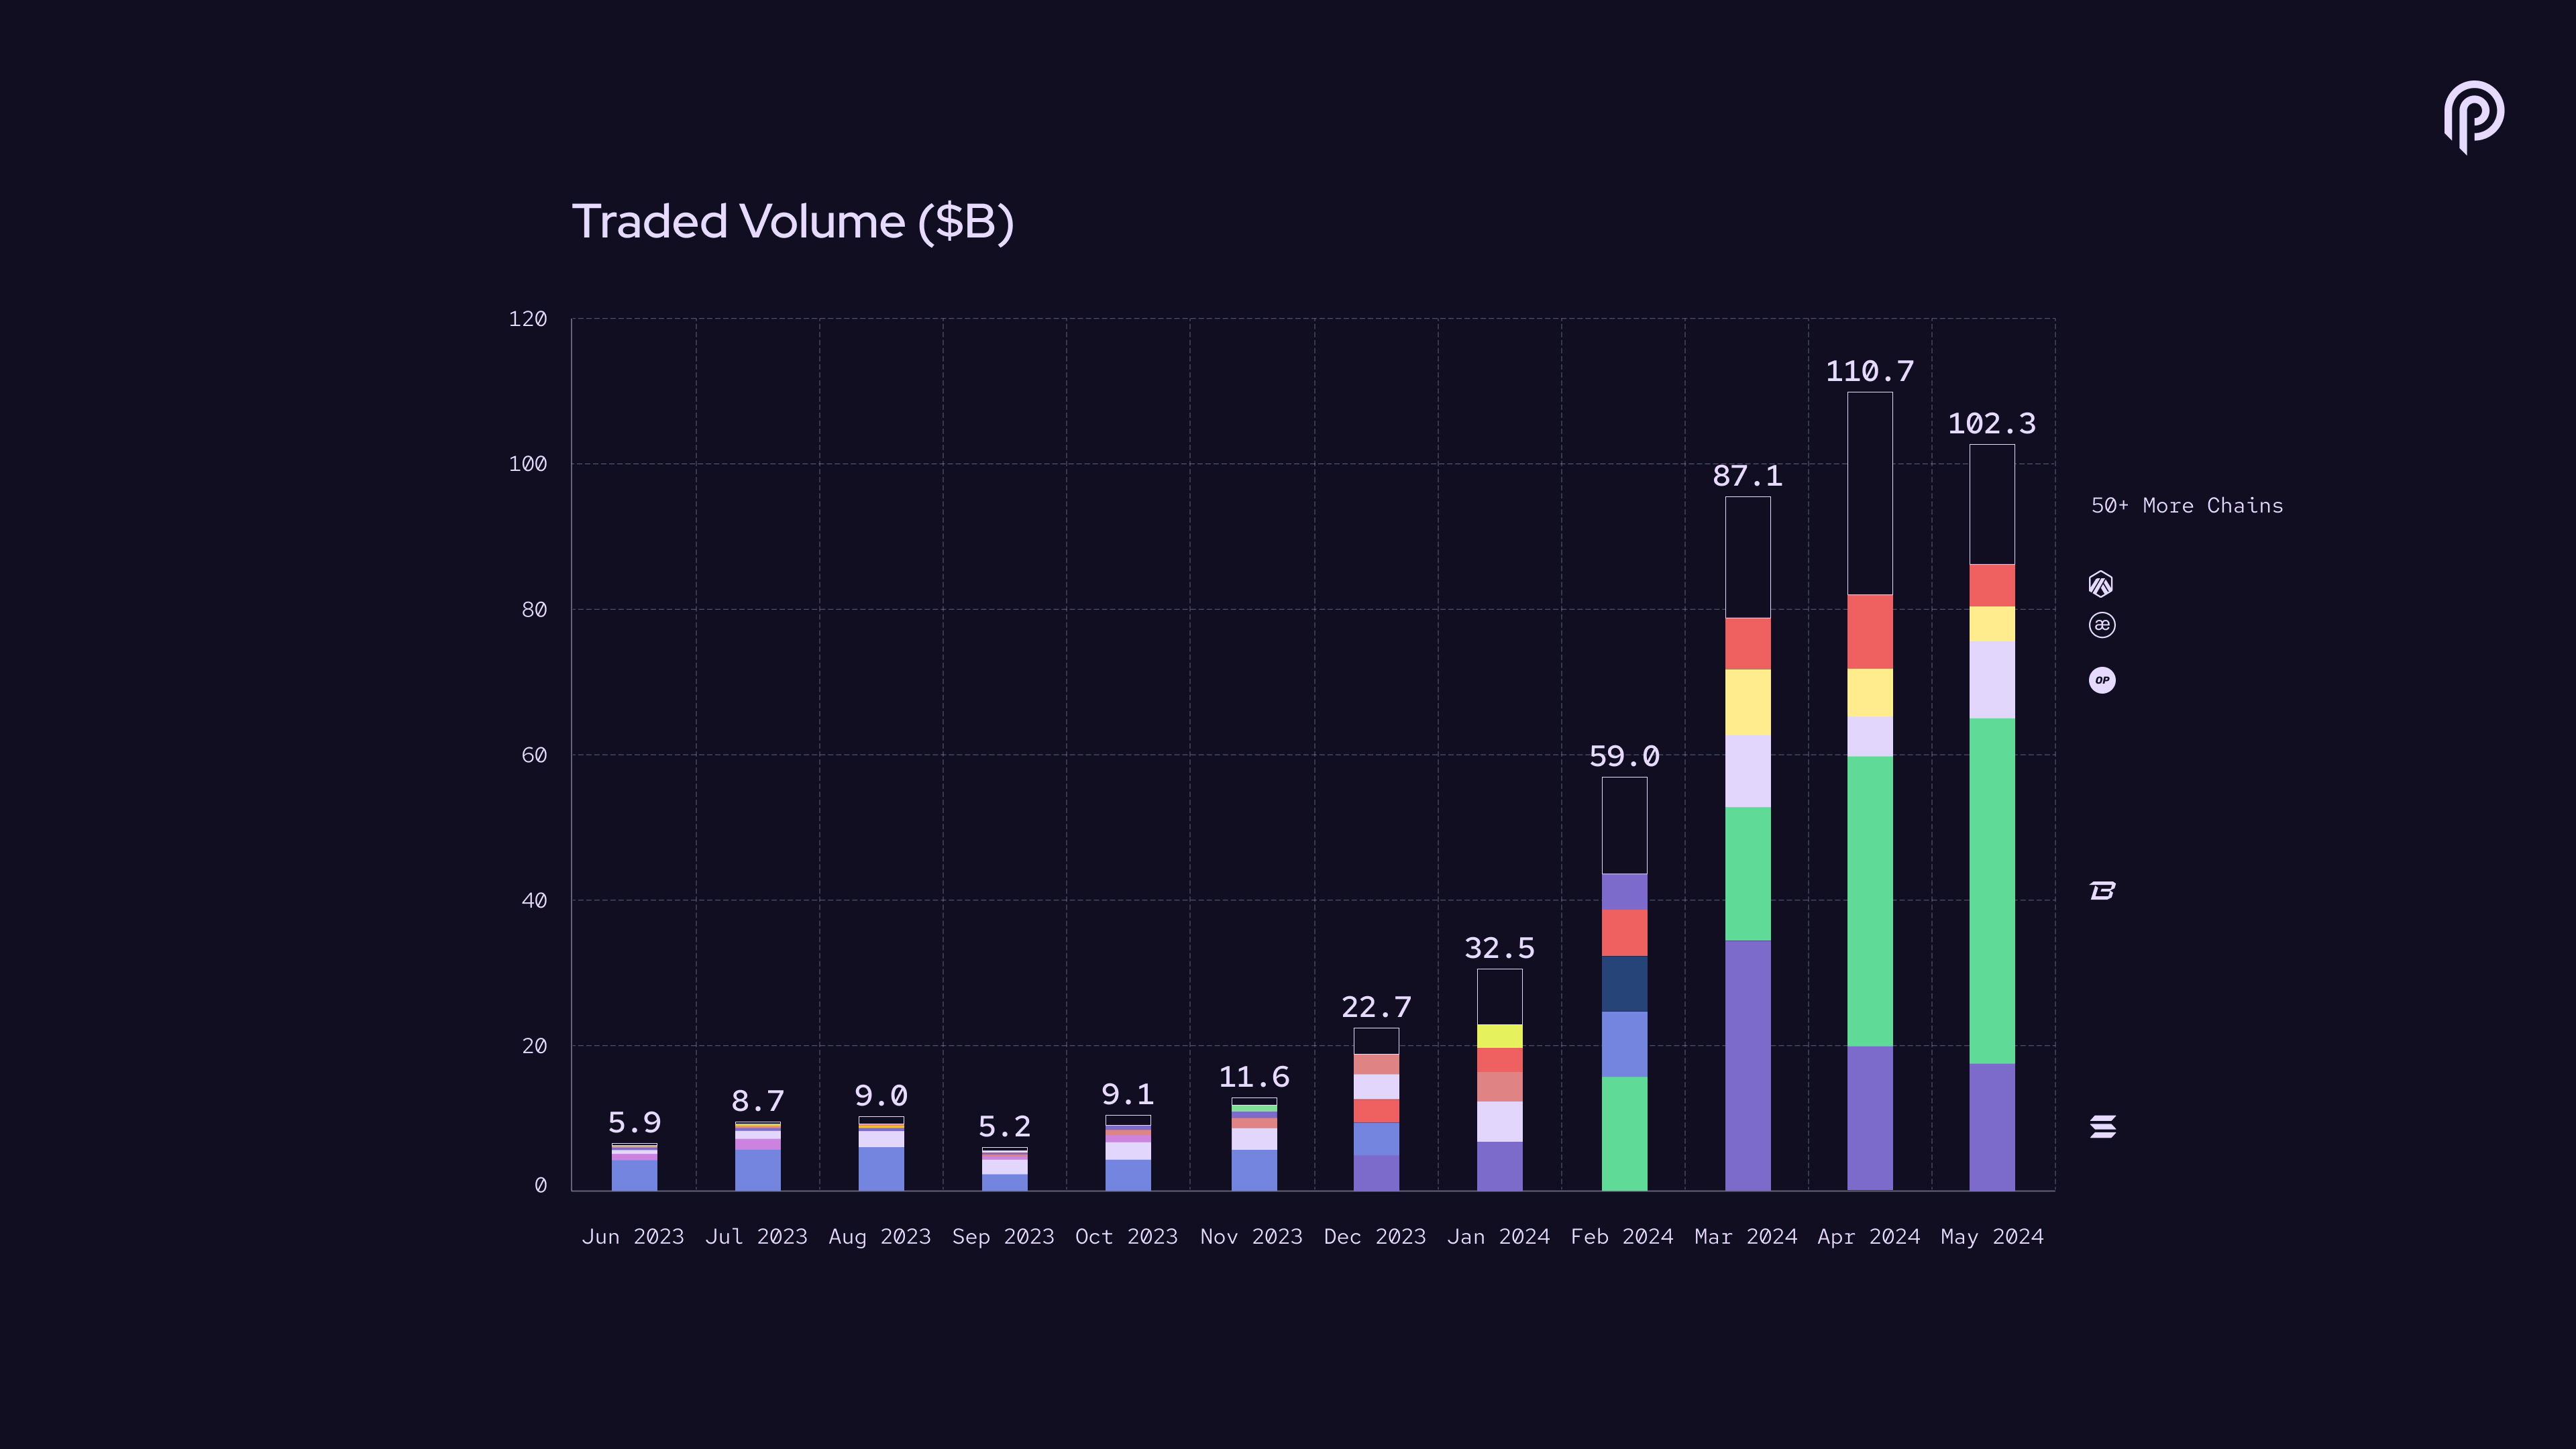 Traded Volume ($B)
120
100
80
60
40
20
0
5.9
8.7
9.0
5.2
9.1
11.6
22.7
32.5
59.0
87.1
110.7
102.3
Jun 2023
Jul 2023
Aug 2023
Sep 2023
Oct 2023
Nov 2023
Dec 2023
Jan 2024
Feb 2024
Mar 2024
Apr 2024
May 2024
50+ More Chains
æ
OP